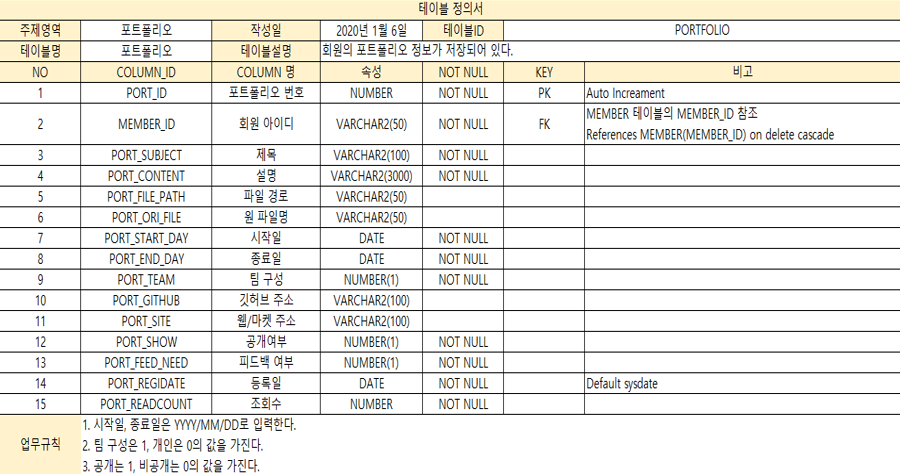 테이블 정의서
주제영역 포트폴리오 작성일 2020년 1월 6일 테이블ID PORTFOLIO
테이블명 포트폴리오 테이블설명 회원의 포트폴리오 정보가 저장되어 있다.
NO COLUMN_ID COLUMN 명 속성 NOT NULL KEY 비고
1 PORT_ID 포트폴리오 번호 NUMBER NOT NULL PK Auto Increament
2 MEMBER_ID 회원 아이디 VARCHAR2(50) NOT NULL FK MEMBER 테이블의 MEMBER_ID 참조
References MEMBER(MEMBER_ID) on delete cascade
3 PORT_SUBJECT 제목 VARCHAR2(100) NOT NULL
4 PORT_CONTENT 설명 VARCHAR2(3000) NOT NULL
5 PORT_FILE_PATH 파일 경로 VARCHAR2(50)
6 PORT_ORI_FILE 원 파일명 VARCHAR2(50)
7 PORT_START_DAY 시작일 DATE NOT NULL
8 PORT_END_DAY 종료일 DATE NOT NULL
9 PORT_TEAM 팀 구성 NUMBER(1) NOT NULL
10 PORT_GITHUB 깃허브 주소 VARCHAR2(100)
11 PORT_SITE 웹/마켓 주소 VARCHAR2(100)
12 PORT_SHOW 공개여부 NUMBER(1) NOT NULL
13 PORT_FEED_NEED 피드백 여부 NUMBER(1) NOT NULL
14 PORT_REGIDATE 등록일 DATE NOT NULL Default sysdate
15 PORT_READCOUNT 조회수 NUMBER NOT NULL
업무규칙
1. 시작일, 종료일은 YYYY/MM/DD로 입력한다.
2. 팀 구성은 1, 개인은 0의 값을 가진다.
3. 공개는 1, 비공개는 0의 값을 가진다.